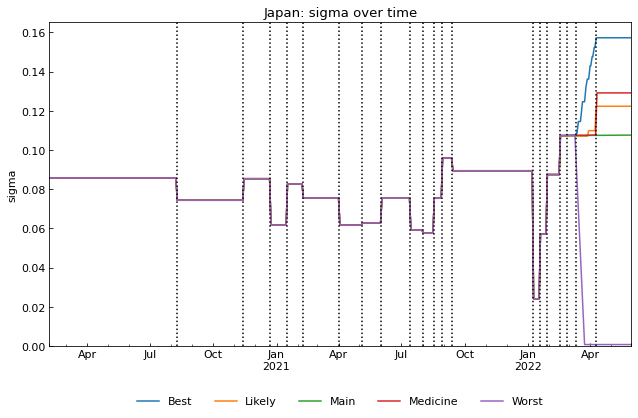 Japan: sigma over time
0.16
0.14
0.12
0.10
0.08
0.06
0.04
0.02
0.00
sigma
Apr Jul Oct Jan Apr Jul Oct Jan Apr
2021 2022
Best Likely Main Medicine Worst